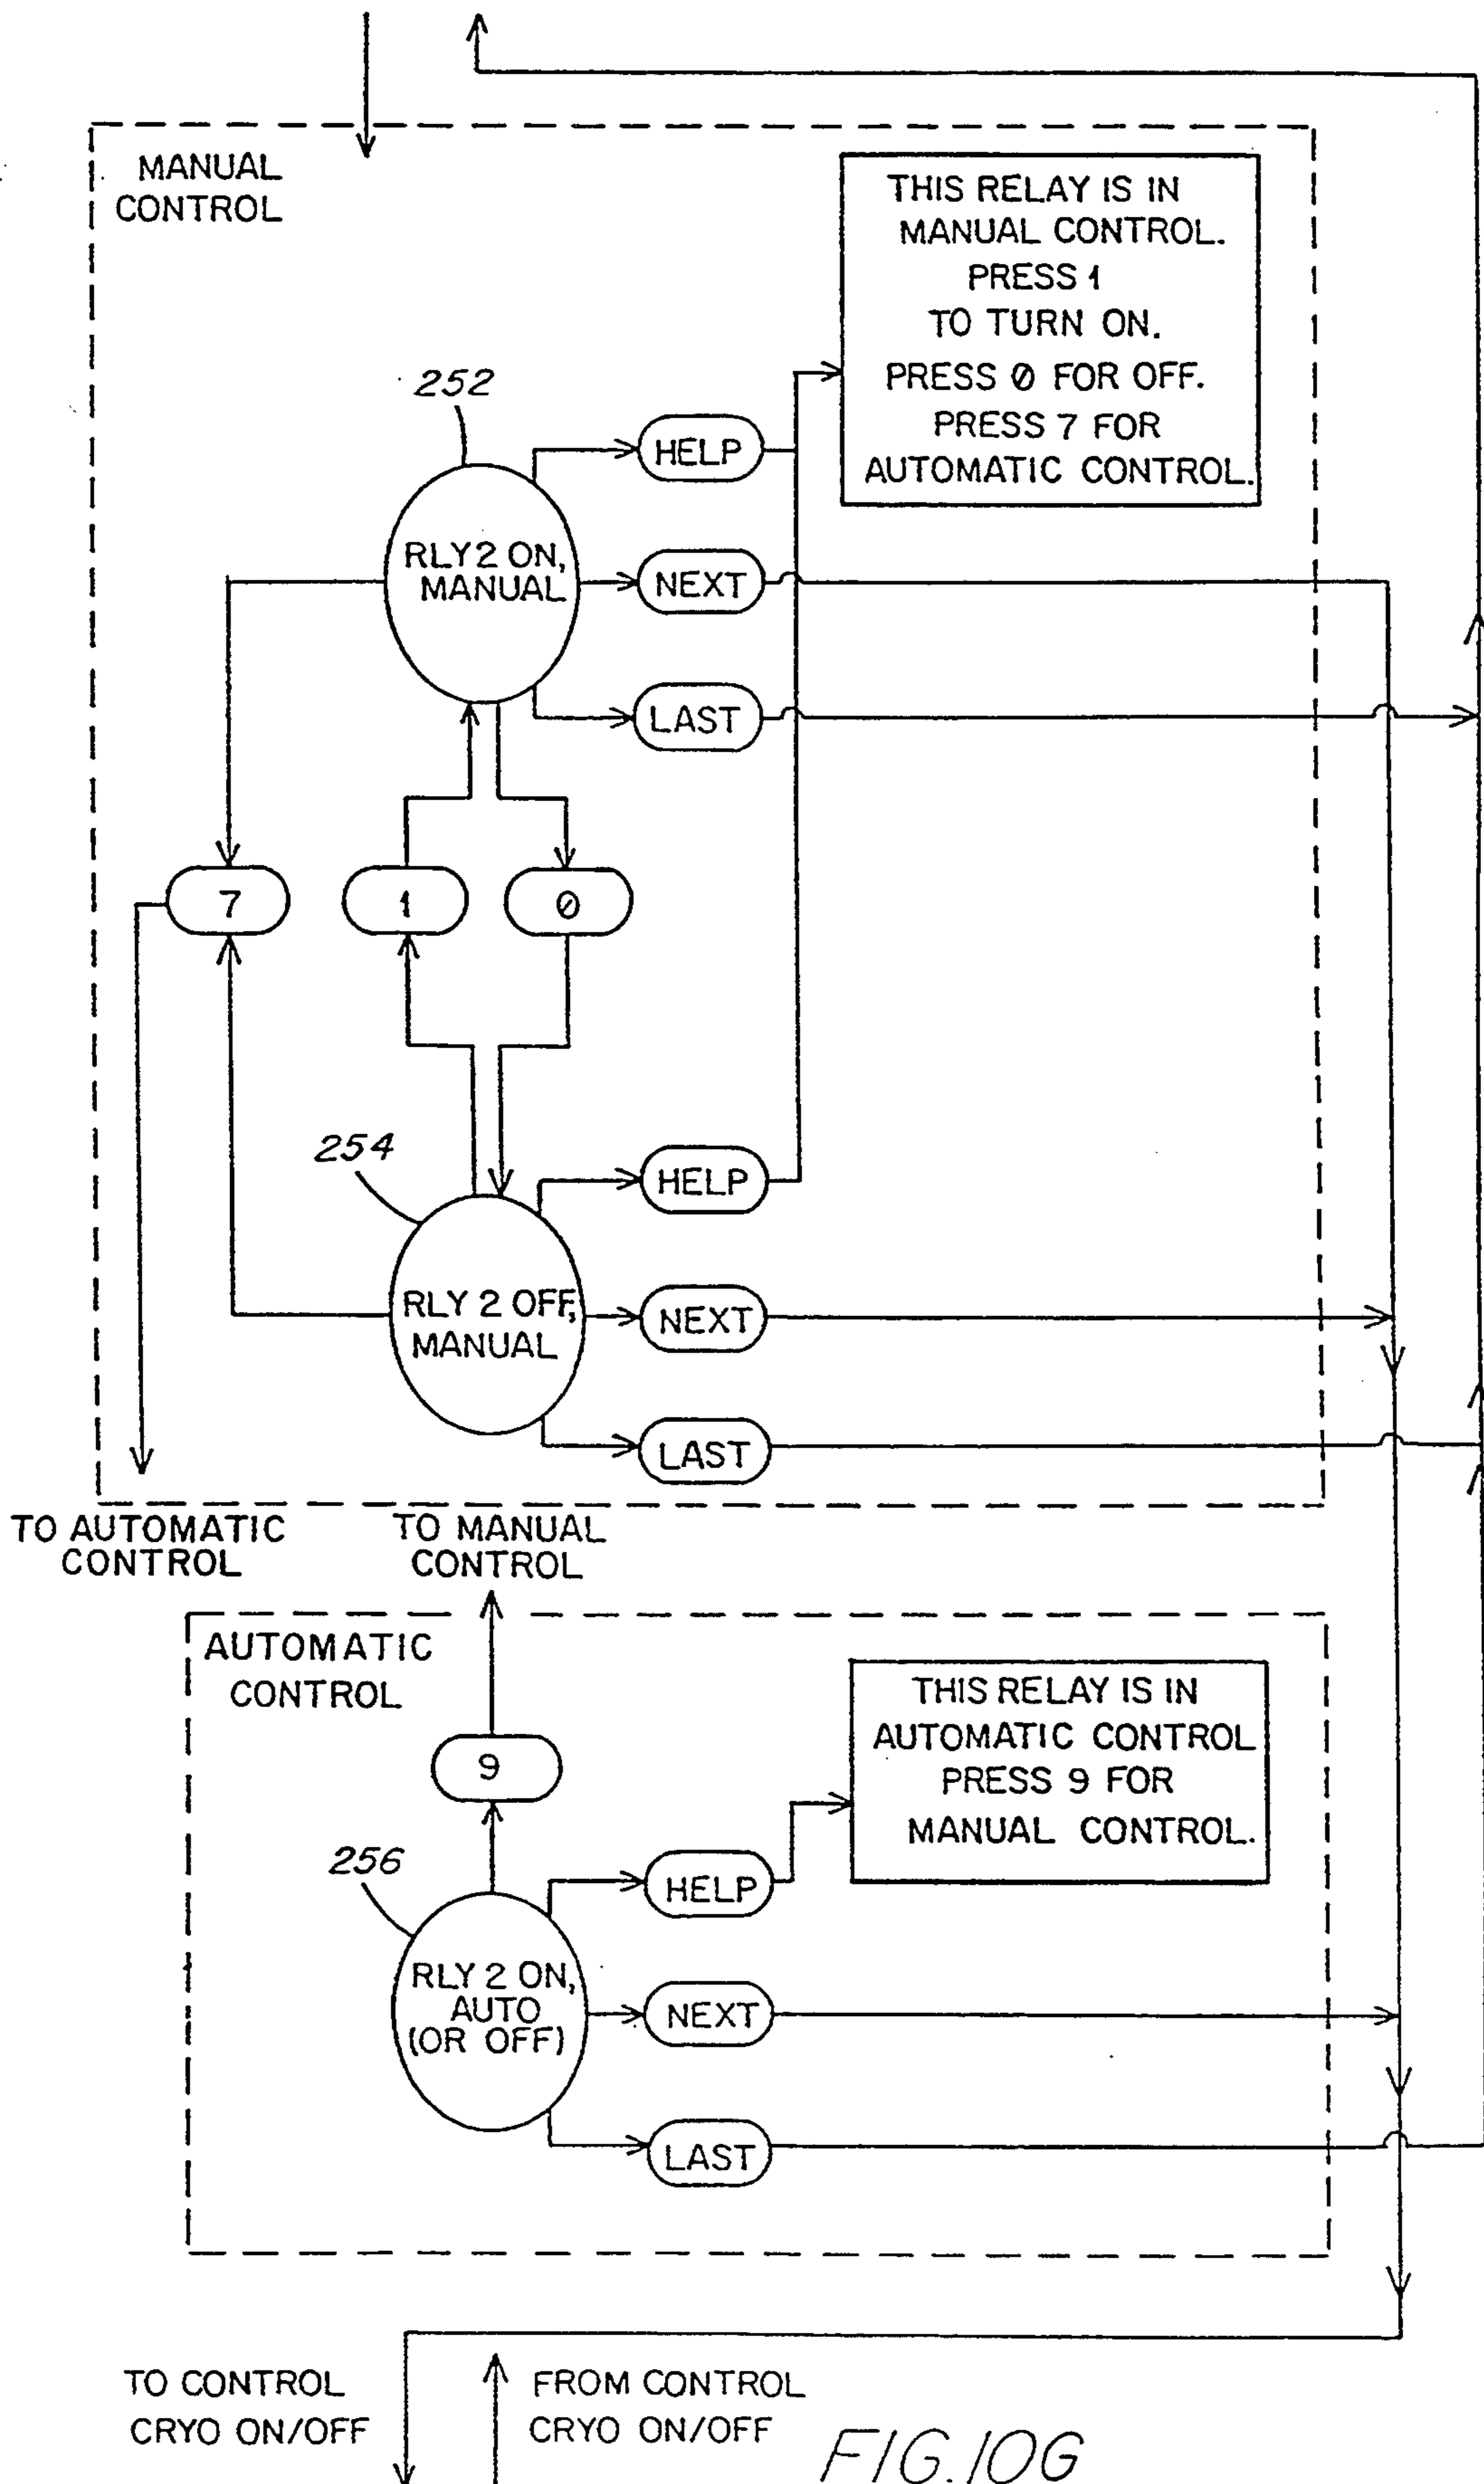 MANUAL
CONTROL
THIS RELAY IS IN
MANUAL CONTROL.
PRESS 1
TO TURN ON.
PRESS 0 FOR OFF.
PRESS 7 FOR
AUTOMATIC CONTROL.
252
HELP
RLY2 ON,
MANUAL
NEXT
LAST
7
1
0
254
HELP
RLY 2 OFF,
MANUAL
NEXT
LAST
TO AUTOMATIC
CONTROL
TO MANUAL
CONTROL
AUTOMATIC
CONTROL
THIS RELAY IS IN
AUTOMATIC CONTROL
PRESS 9 FOR
MANUAL CONTROL.
9
256
HELP
RLY 2 ON,
AUTO
(OR OFF)
NEXT
LAST
TO CONTROL
CRYO ON/OFF
FROM CONTROL
CRYO ON/OFF
FIG.10G